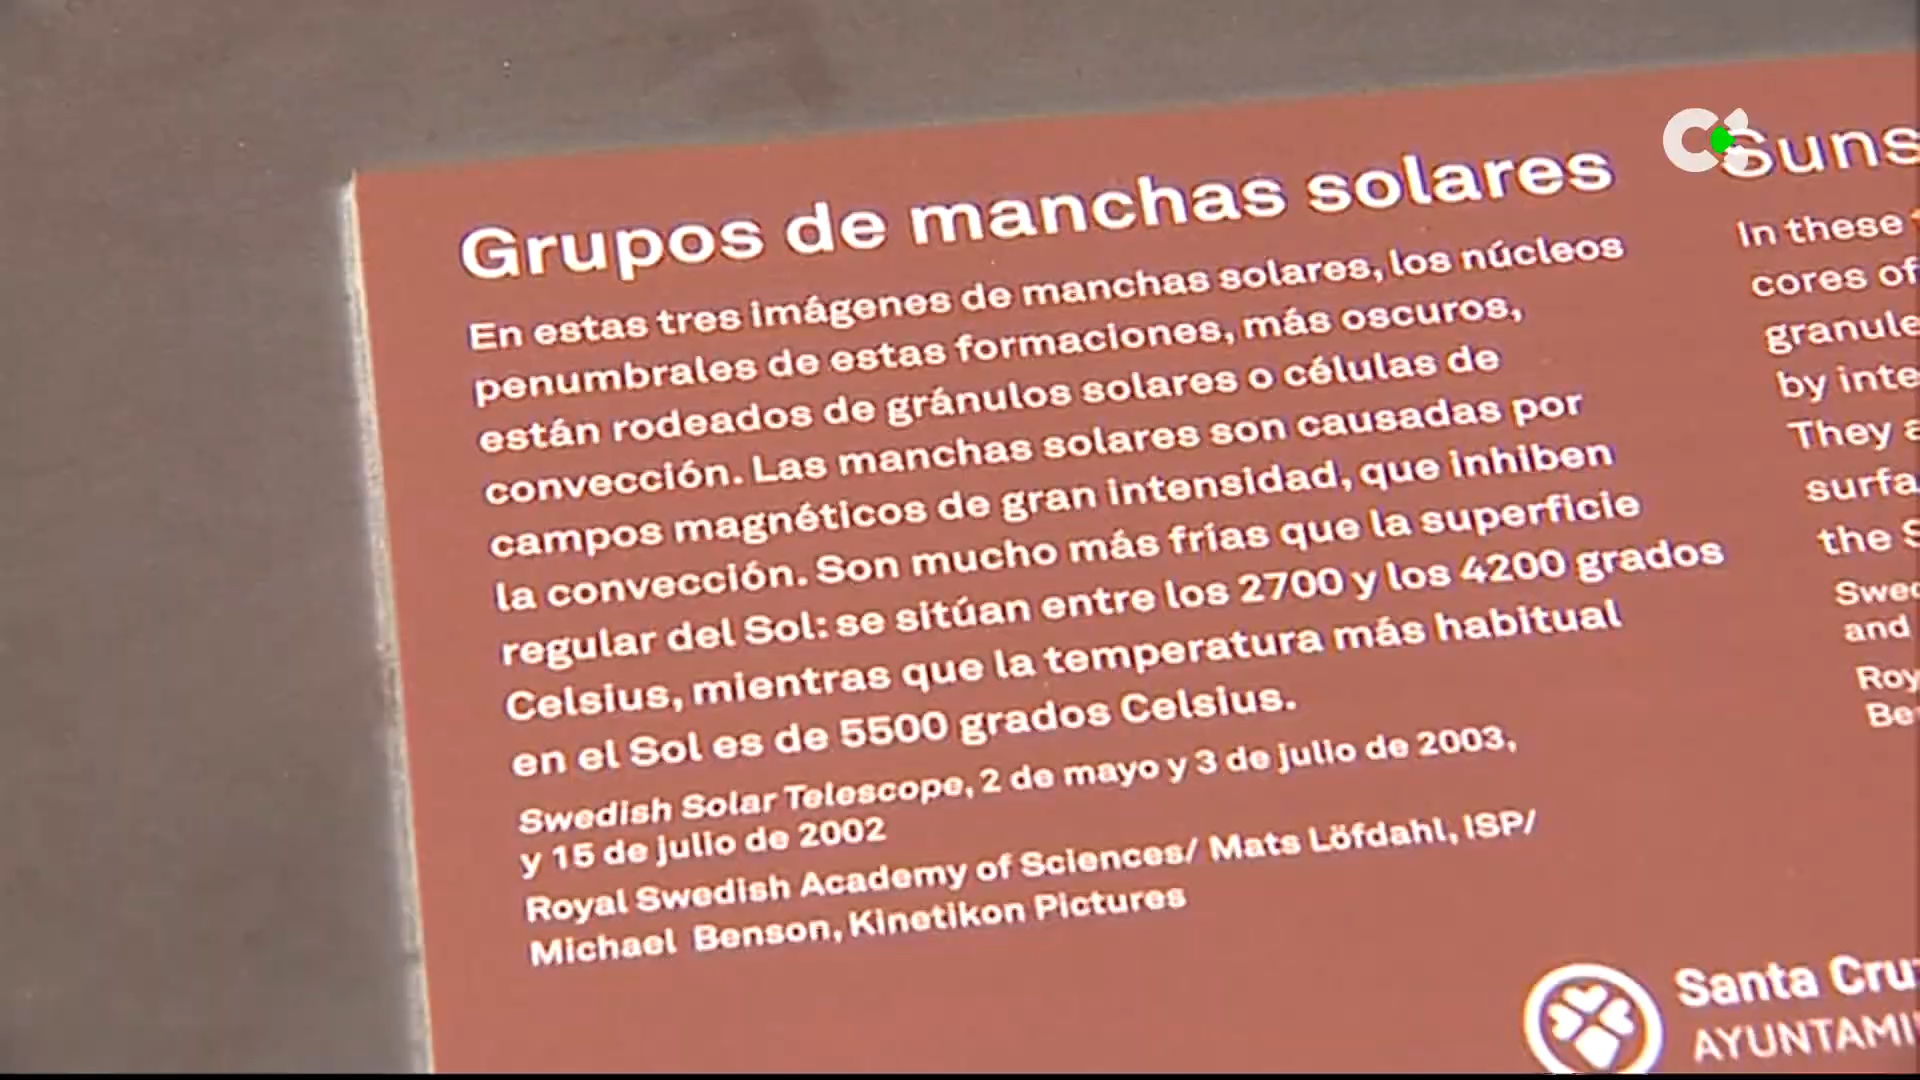 Grupos de manchas solares
En estas tres imágenes de manchas solares, los núcleos
penumbrales de estas formaciones, más oscuros,
están rodeados de gránulos solares o células de
convección. Las manchas solares son causadas por
campos magnéticos de gran intensidad, que inhiben
la convección. Son mucho más frías que la superficie
regular del Sol: se sitúan entre los 2700 y los 4200 grados
Celsius, mientras que la temperatura más habitual
en el Sol es de 5500 grados Celsius.
Swedish Solar Telescope, 2 de mayo y 3 de julio de 2003,
y 15 de julio de 2002
Royal Swedish Academy of Sciences/ Mats Löfdahl, ISP/
Michael Benson, Kinetikon Pictures
Suns
In these
cores of
granule
by inte
They a
surfa
the S
Swed
and
Roy
Be
Santa Cru
AYUNTAMI